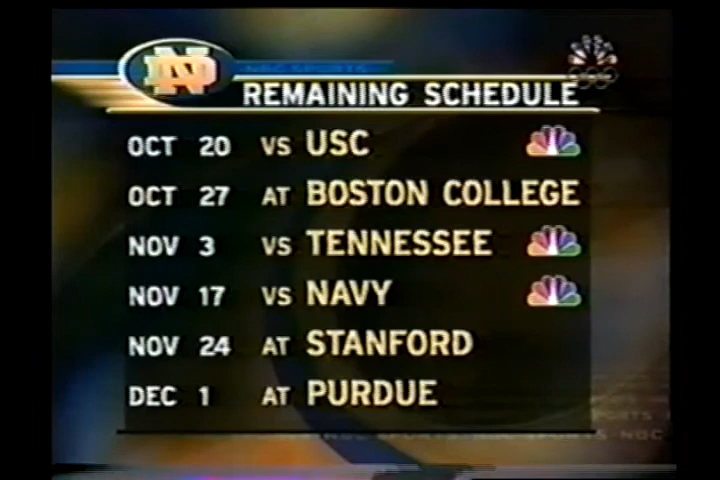 ND
NBC SPORTS
REMAINING SCHEDULE
OCT 20 VS USC
OCT 27 AT BOSTON COLLEGE
NOV 3 VS TENNESSEE
NOV 17 VS NAVY
NOV 24 AT STANFORD
DEC 1 AT PURDUE